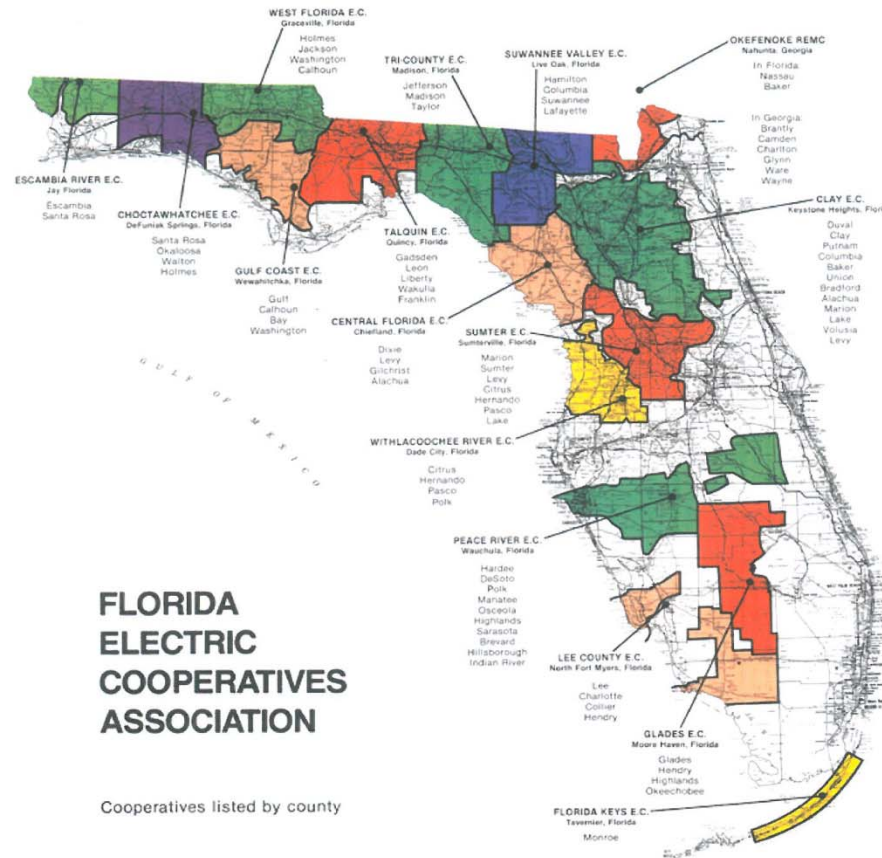 WEST FLORIDA E.C.
Graceville, Florida
Holmes
Jackson
Washington
Calhoun
TRI-COUNTY E.C.
Madison, Florida
Jefferson
Madison
Taylor
SUWANNEE VALLEY E.C.
Live Oak, Florida
Hamilton
Columbia
Suwannee
Lafayette
OKEFENOKE REMC
Nahunta, Georgia
In Florida:
Nassau
Baker
In Georgia:
Brantly
Camden
Charlton
Glynn
Ware
Wayne
ESCAMBIA RIVER E.C.
Jay Florida
Escambia
Santa Rosa
CHOCTAWHATCHEE E.C.
DeFuniak Springs, Florida
Santa Rosa
Okaloosa
Walton
Holmes
GULF COAST E.C.
Wewahitchka, Florida
Gulf
Calhoun
Bay
Washington
TALQUIN E.C.
Quincy, Florida
Gadsden
Leon
Liberty
Wakulla
Franklin
CLAY E.C.
Keystone Heights, Flor
Duval
Clay
Putnam
Columbia
Baker
Union
Bradford
Alachua
Marion
Lake
Volusia
Levy
CENTRAL FLORIDA E.C.
Chiefland, Florida
Dixie
Levy
Gilchrist
Alachua
SUMTER E.C.
Sumterville, Florida
Marion
Sumter
Levy
Citrus
Hernando
Pasco
Lake
GULF OF MEXICO
WITHLACOOCHEE RIVER E.C.
Dade City, Florida
Citrus
Hernando
Pasco
Polk
PEACE RIVER E.C.
Wauchula, Florida
Hardee
DeSoto
Polk
Manatee
Osceola
Highlands
Sarasota
Brevard
Hillsborough
Indian River
LEE COUNTY E.C.
North Fort Myers, Florida
Lee
Charlotte
Collier
Hendry
GLADES E.C.
Moore Haven, Florida
Glades
Hendry
Highlands
Okeechobee
FLORIDA KEYS E.C.
Tavernier, Florida
Monroe
FLORIDA
ELECTRIC
COOPERATIVES
ASSOCIATION
Cooperatives listed by county